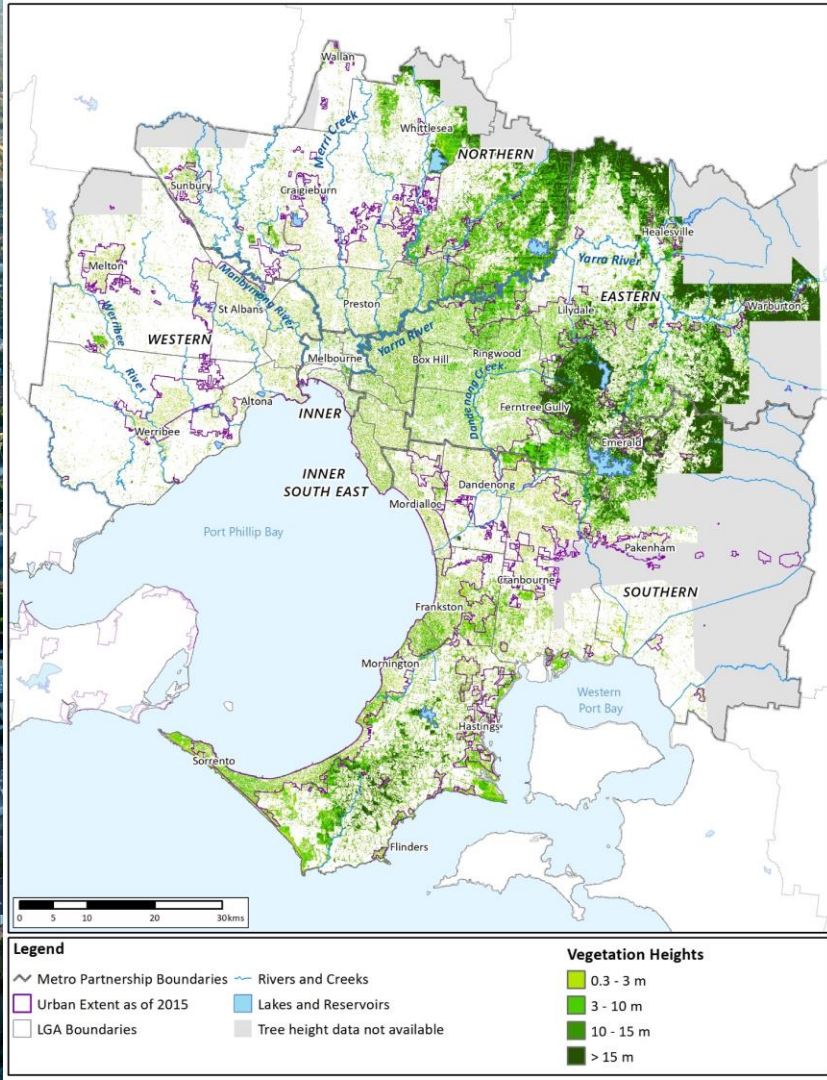 Wallan
Merri Creek
Whittlesea
NORTHERN
Sunbury
Craigieburn
Healesville
Yarra River
Melton
Maribyrnong River
EASTERN
Warburton
Werribee
River
St Albans
Preston
Lilydale
WESTERN
Yarra River
Melbourne
Box Hill
Ringwood
Dandenong Creek
Altona
INNER
Ferntree Gully
Werribee
Emerald
INNER
SOUTH EAST
Dandenong
Mordialloc
Port Phillip Bay
Pakenham
Cranbourne
SOUTHERN
Frankston
Mornington
Western
Port Bay
Hastings
Sorrento
Flinders
0 5 10 20 30kms
Legend
Metro Partnership Boundaries
Rivers and Creeks
Urban Extent as of 2015
Lakes and Reservoirs
LGA Boundaries
Tree height data not available
Vegetation Heights
0.3 - 3 m
3 - 10 m
10 - 15 m
> 15 m